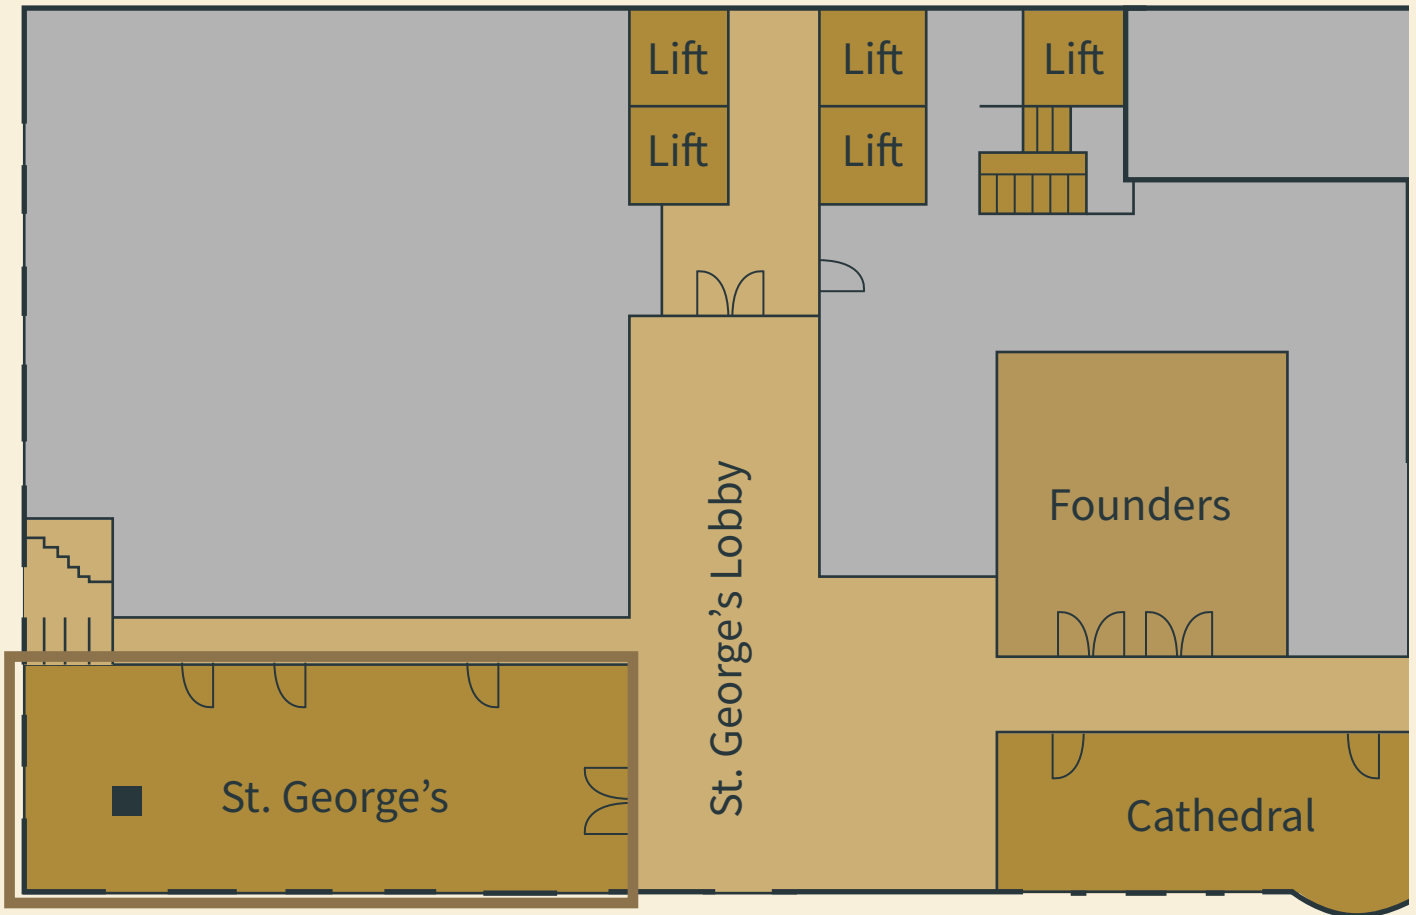 Lift
Lift
Lift
Lift
Lift
St. George’s Lobby
Founders
St. George’s
Cathedral